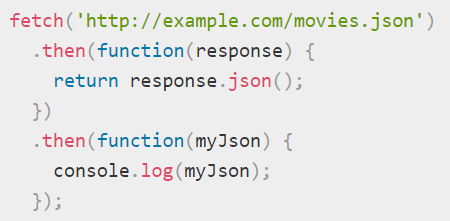 fetch('http://example.com/movies.json')
  .then(function(response) {
    return response.json();
  })
  .then(function(myJson) {
    console.log(myJson);
  });